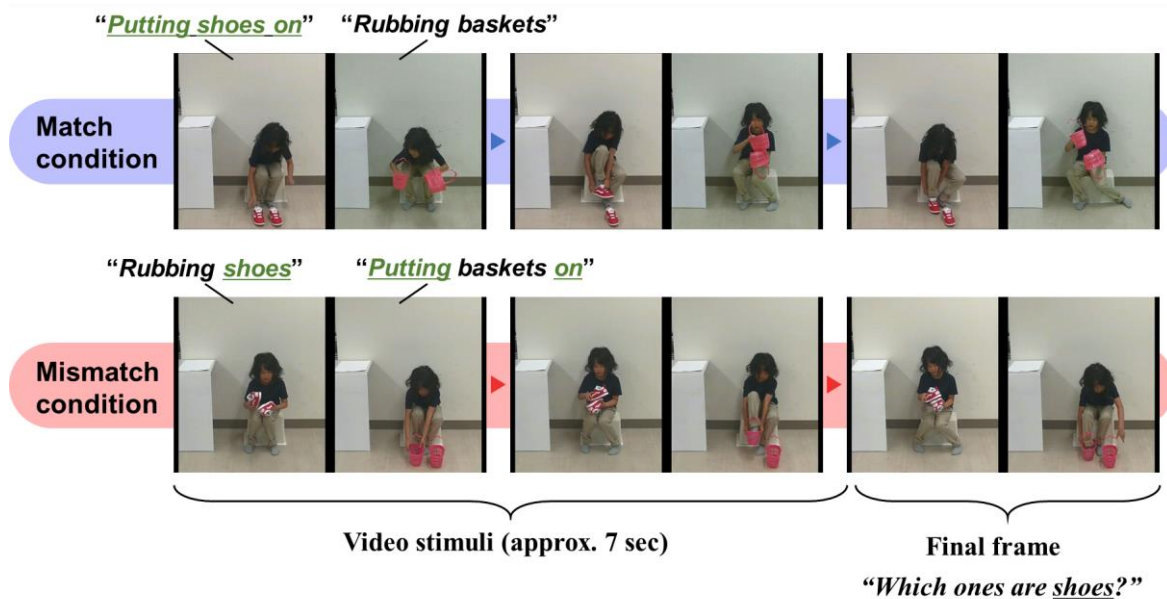 “Putting shoes on” “Rubbing baskets”
Match
condition
“Rubbing shoes” “Putting baskets on”
Mismatch
condition
Video stimuli (approx. 7 sec)
Final frame
“Which ones are shoes?”